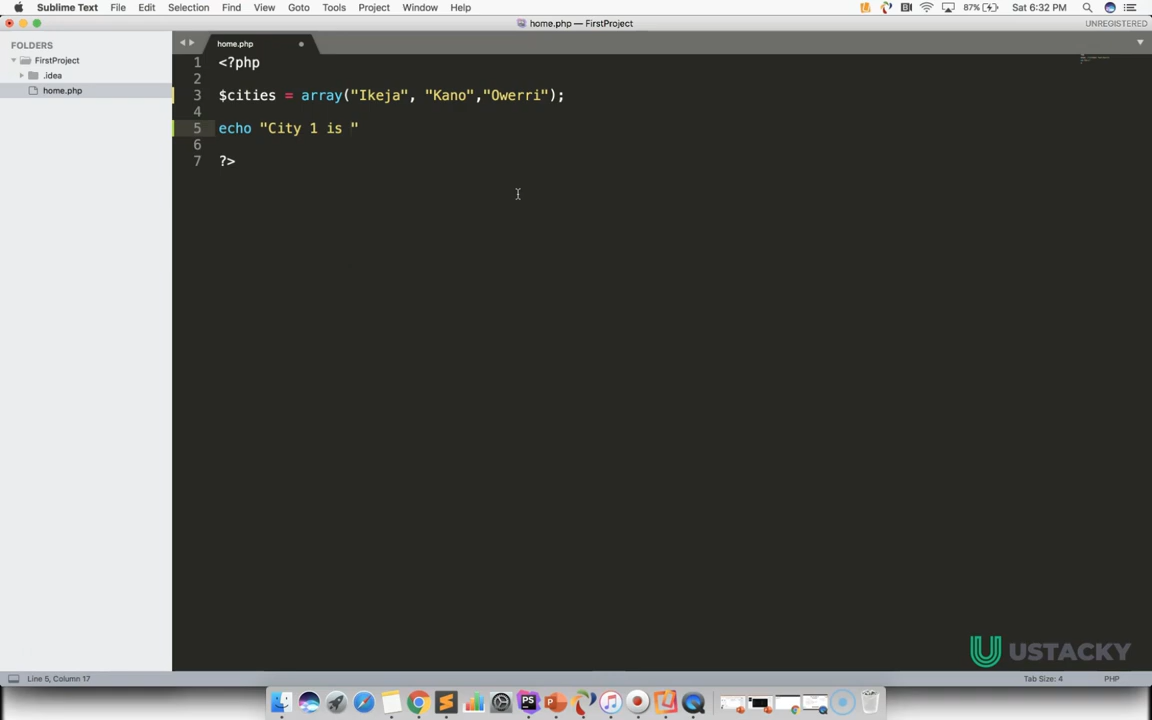 Sublime Text File Edit Selection Find View Goto Tools Project Window Help 87% Sat 6:32 PM
home.php — FirstProject UNREGISTERED
FOLDERS
FirstProject
.idea
home.php
home.php
1 <?php
2
3 $cities = array("Ikeja", "Kano","Owerri");
4
5 echo "City 1 is "
6
7 ?>
USTACKY
Line 5, Column 17 Tab Size: 4 PHP
PS